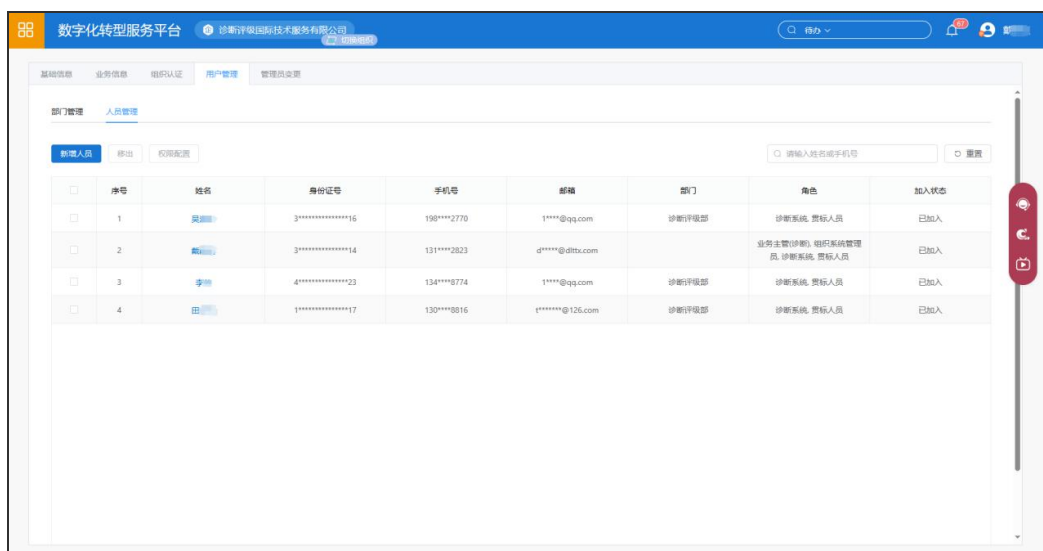 数字化转型服务平台
诊断评级国际技术服务有限公司
切换组织
待办
57
基础信息 业务信息 组织认证 用户管理 管理员变更
部门管理 人员管理
新增人员 移出 权限配置
请输入姓名或手机号
重置
序号 姓名 身份证号 手机号 邮箱 部门 角色 加入状态
1 吴 3***************16 198****2770 1****@qq.com 诊断评级部 诊断系统, 贯标人员 已加入
2 3***************14 131****2823 d*****@dlttx.com 业务主管(诊断), 组织系统管理
员, 诊断系统, 贯标人员 已加入
3 李 4***************23 134****8774 1****@qq.com 诊断评级部 诊断系统, 贯标人员 已加入
4 田 1***************17 130****8816 t*******@126.com 诊断评级部 诊断系统, 贯标人员 已加入